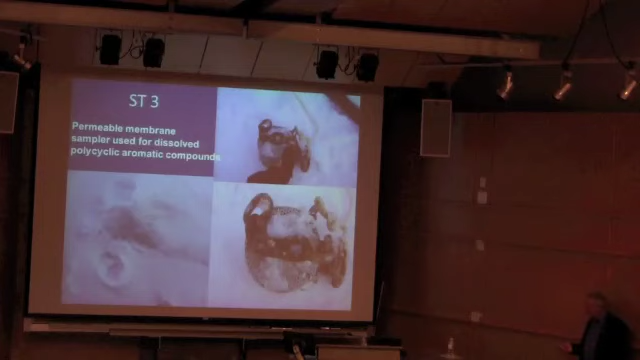 ST 3
Permeable membrane
sampler used for dissolved
polycyclic aromatic compounds